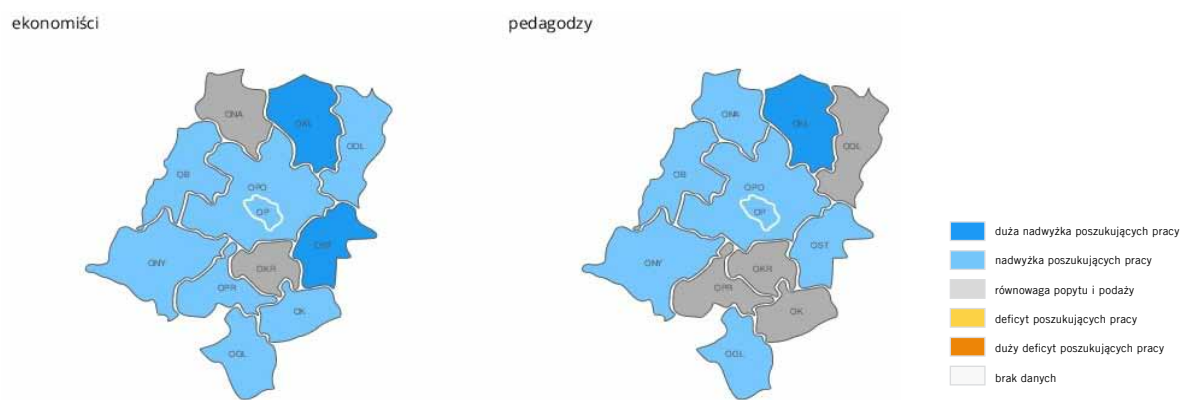 ekonomiści
pedagodzy
ONA
OKL
OOL
OB
OPO
OP
OST
ONY
OKR
OPR
OK
OGL
ONA
OKL
OOL
OB
OPO
OP
OST
ONY
OKR
OPR
OK
OGL
duża nadwyżka poszukujących pracy
nadwyżka poszukujących pracy
równowaga popytu i podaży
deficyt poszukujących pracy
duży deficyt poszukujących pracy
brak danych